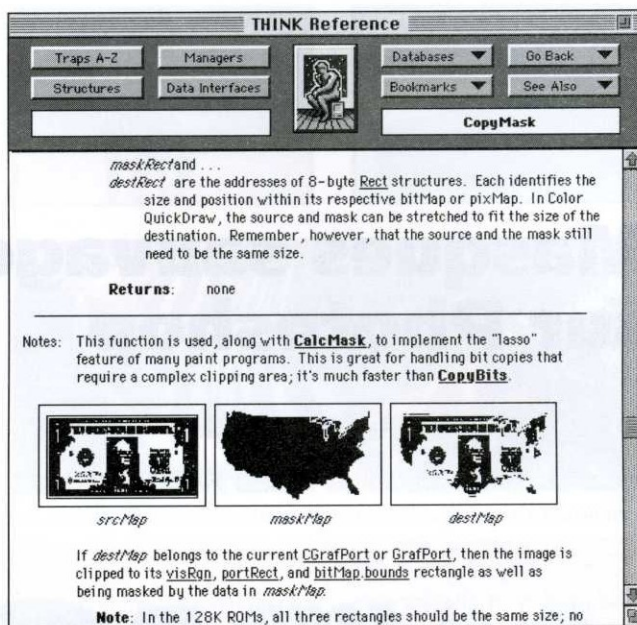 THINK Reference
Traps A-Z
Managers
Databases
Go Back
Structures
Data Interfaces
Bookmarks
See Also
CopyMask
maskRectand ...
destRect are the addresses of 8-byte Rect structures. Each identifies the
size and position within its respective bitMap or pixMap. In Color
QuickDraw, the source and mask can be stretched to fit the size of the
destination. Remember, however, that the source and the mask still
need to be the same size.
Returns: none
Notes: This function is used, along with CalcMask, to implement the "lasso"
feature of many paint programs. This is great for handling bit copies that
require a complex clipping area; it's much faster than CopyBits.
srcMap
maskMap
destMap
If destMap belongs to the current CGrafPort or GrafPort, then the image is
clipped to its visRgn, portRect, and bitMap.bounds rectangle as well as
being masked by the data in maskMap.
Note: In the 128K ROMs, all three rectangles should be the same size; no